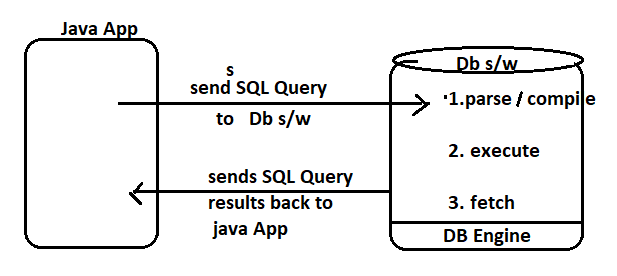 Java App
s
send SQL Query
to Db s/w
sends SQL Query
results back to
java App
Db s/w
1.parse / compile
2. execute
3. fetch
DB Engine